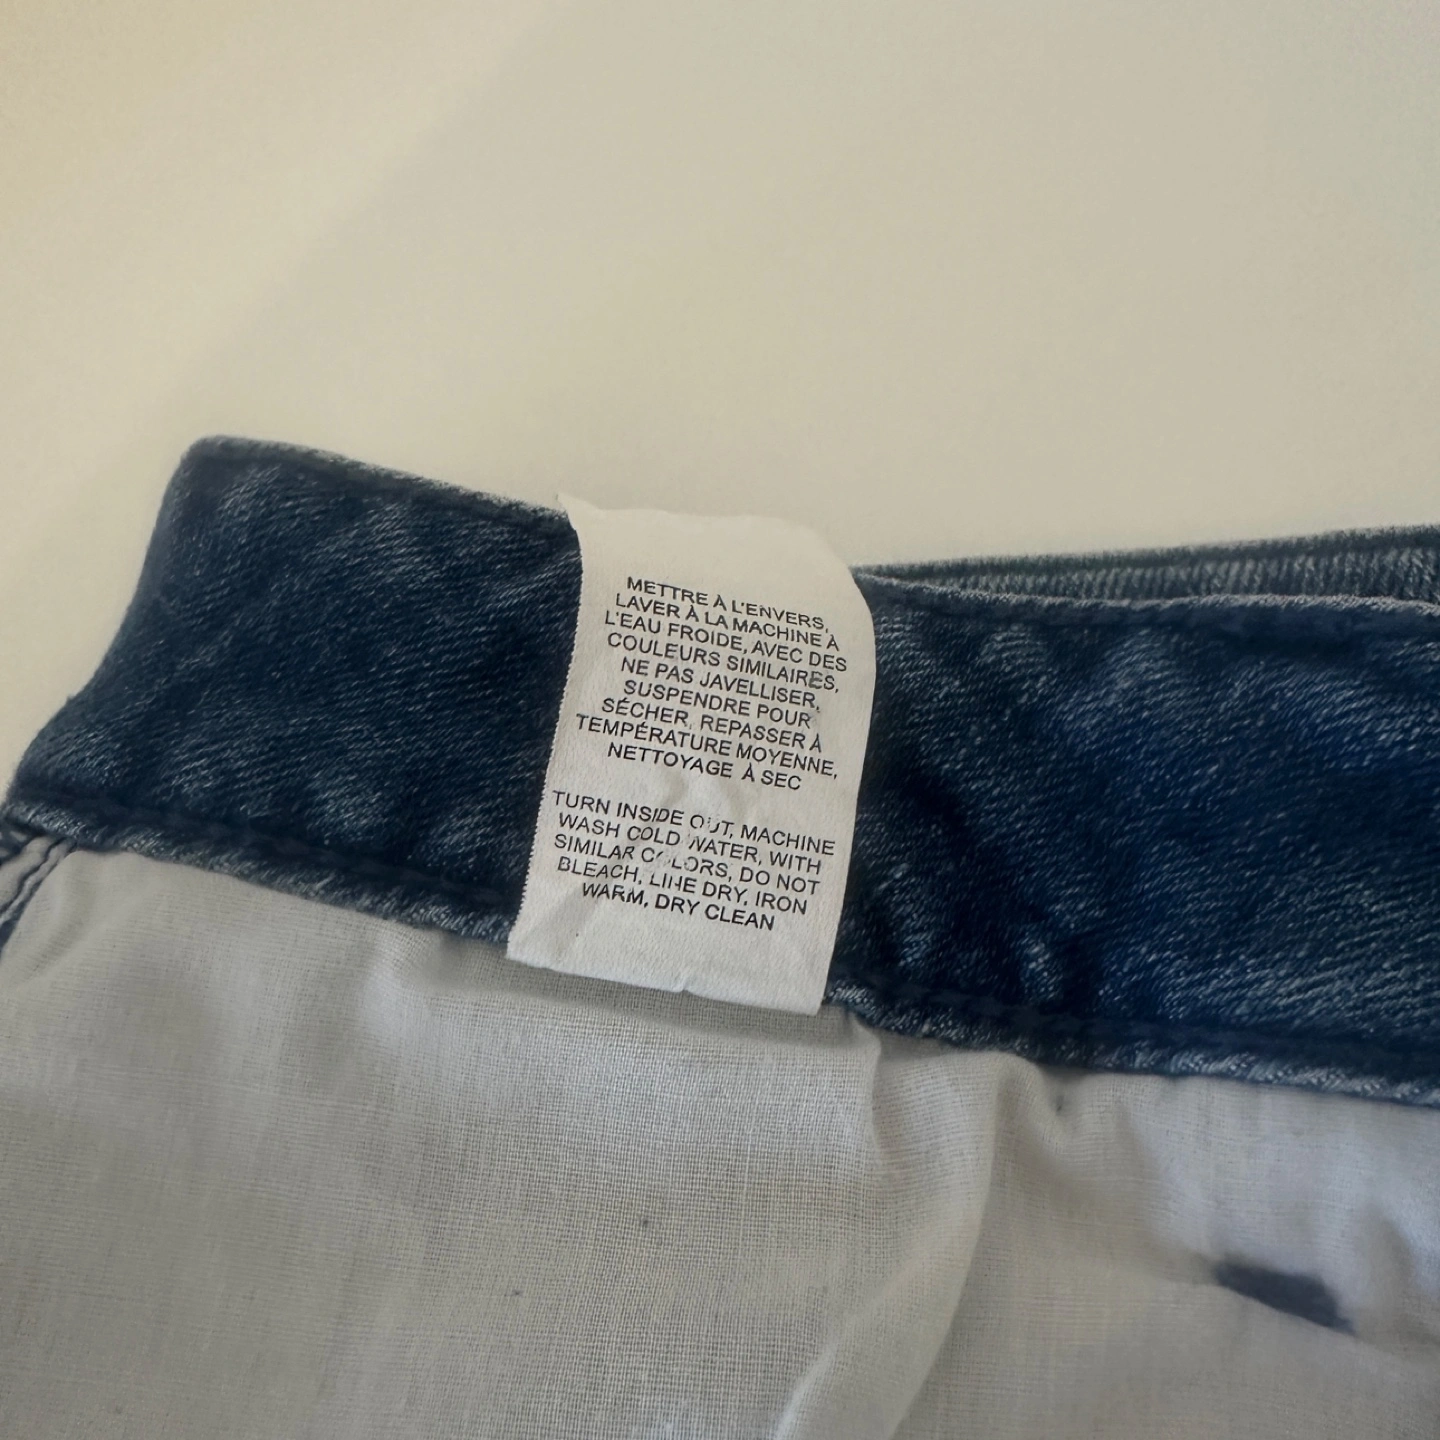 METTRE À L'ENVERS,
LAVER À LA MACHINE À
L'EAU FROIDE, AVEC DES
COULEURS SIMILAIRES,
NE PAS JAVELLISER,
SUSPENDRE POUR
SÉCHER, REPASSER À
TEMPÉRATURE MOYENNE,
NETTOYAGE À SEC
TURN INSIDE OUT, MACHINE
WASH COLD WATER, WITH
SIMILAR COLORS, DO NOT
BLEACH, LINE DRY, IRON
WARM, DRY CLEAN